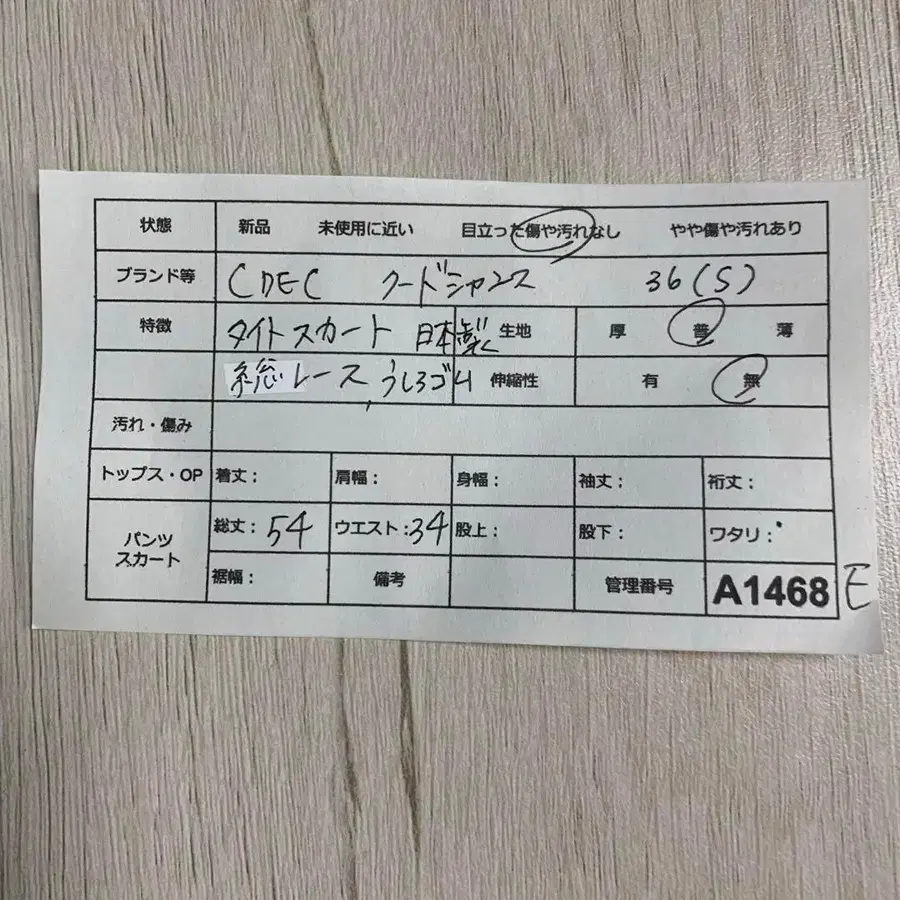 状態 新品 未使用に近い 目立った傷や汚れなし やや傷や汚れあり
ブランド等 CDEC クードシャンス 36(S)
特徴 タイトスカート 日本製 生地 厚 普 薄
総レース, うしろゴム 伸縮性 有 無
汚れ・傷み
トップス・OP 着丈: 肩幅: 身幅: 袖丈: 裄丈:
パンツ スカート 総丈:54 ウエスト:34 股上: 股下: ワタリ:
裾幅: 備考 管理番号 A1468 E